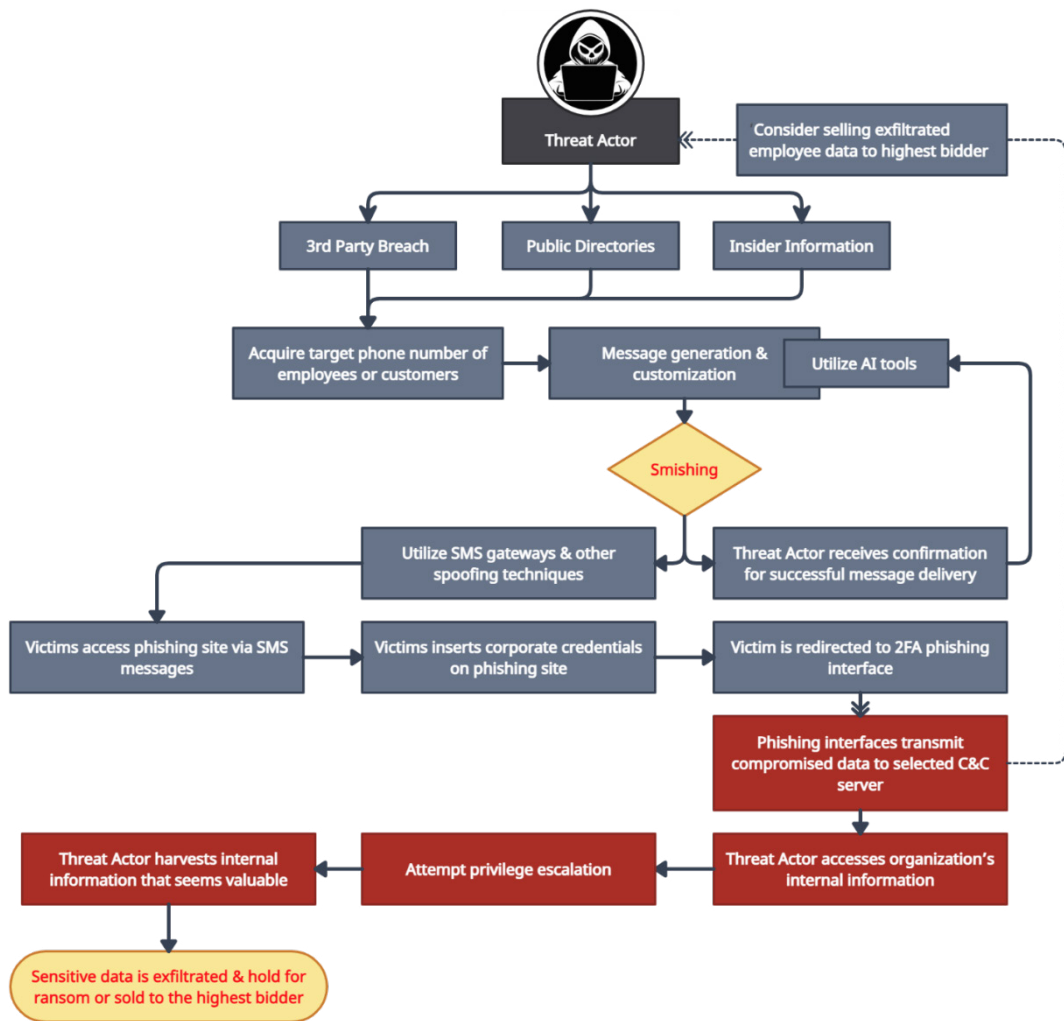 Threat Actor
Consider selling exfiltrated
employee data to highest bidder
3rd Party Breach
Public Directories
Insider Information
Acquire target phone number of
employees or customers
Message generation &
customization
Utilize AI tools
Smishing
Utilize SMS gateways & other
spoofing techniques
Threat Actor receives confirmation
for successful message delivery
Victims access phishing site via SMS
messages
Victims inserts corporate credentials
on phishing site
Victim is redirected to 2FA phishing
interface
Phishing interfaces transmit
compromised data to selected C&C
server
Threat Actor harvests internal
information that seems valuable
Attempt privilege escalation
Threat Actor accesses organization's
internal information
Sensitive data is exfiltrated & hold for
ransom or sold to the highest bidder